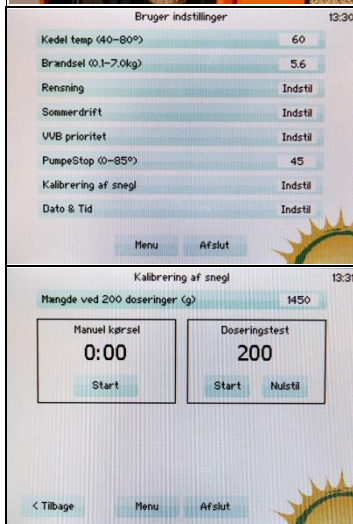 Bruger indstillinger 13:30
Kedel temp (40-80°) 60
Brændsel (0.1-7.0kg) 5.6
Rensning Indstil
Sommerdrift Indstil
VVB prioritet Indstil
PumpeStop (0-85°) 45
Kalibrering af snegl Indstil
Dato & Tid Indstil
Menu Afslut
Kalibrering af snegl 13:31
Mængde ved 200 doseringer (g) 1450
Manuel kørsel
0:00
Start
Doseringstest
200
Start Nulstil
< Tilbage Menu Afslut